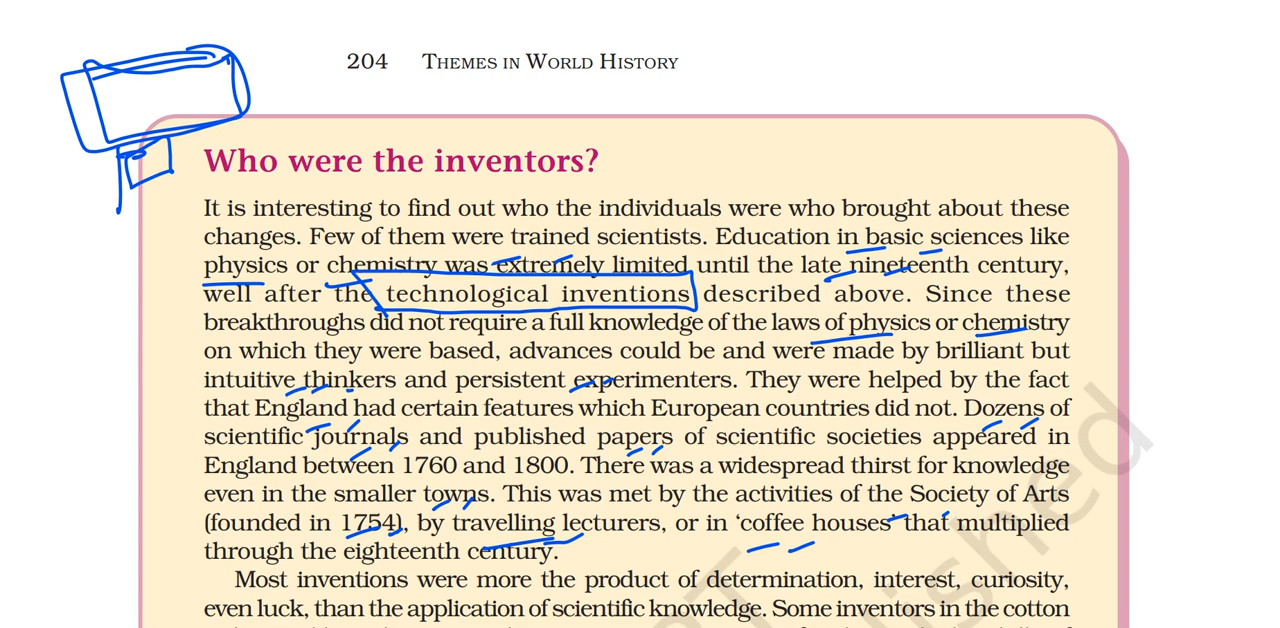 204 THEMES IN WORLD HISTORY
Who were the inventors?
It is interesting to find out who the individuals were who brought about these
changes. Few of them were trained scientists. Education in basic sciences like
physics or chemistry was extremely limited until the late nineteenth century,
well after the technological inventions described above. Since these
breakthroughs did not require a full knowledge of the laws of physics or chemistry
on which they were based, advances could be and were made by brilliant but
intuitive thinkers and persistent experimenters. They were helped by the fact
that England had certain features which European countries did not. Dozens of
scientific journals and published papers of scientific societies appeared in
England between 1760 and 1800. There was a widespread thirst for knowledge
even in the smaller towns. This was met by the activities of the Society of Arts
(founded in 1754), by travelling lecturers, or in ‘coffee houses’ that multiplied
through the eighteenth century.
Most inventions were more the product of determination, interest, curiosity,
even luck, than the application of scientific knowledge. Some inventors in the cotton